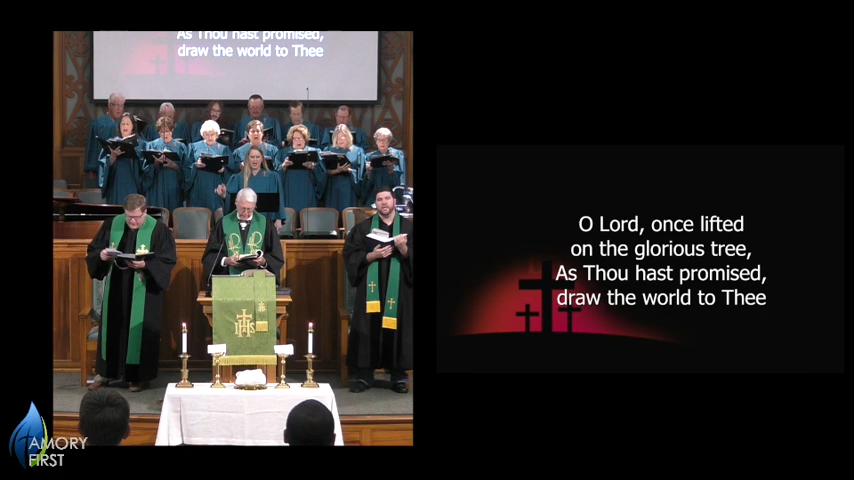 As Thou hast promised,
draw the world to Thee
O Lord, once lifted
on the glorious tree,
As Thou hast promised,
draw the world to Thee
IHS
AMORY
FIRST